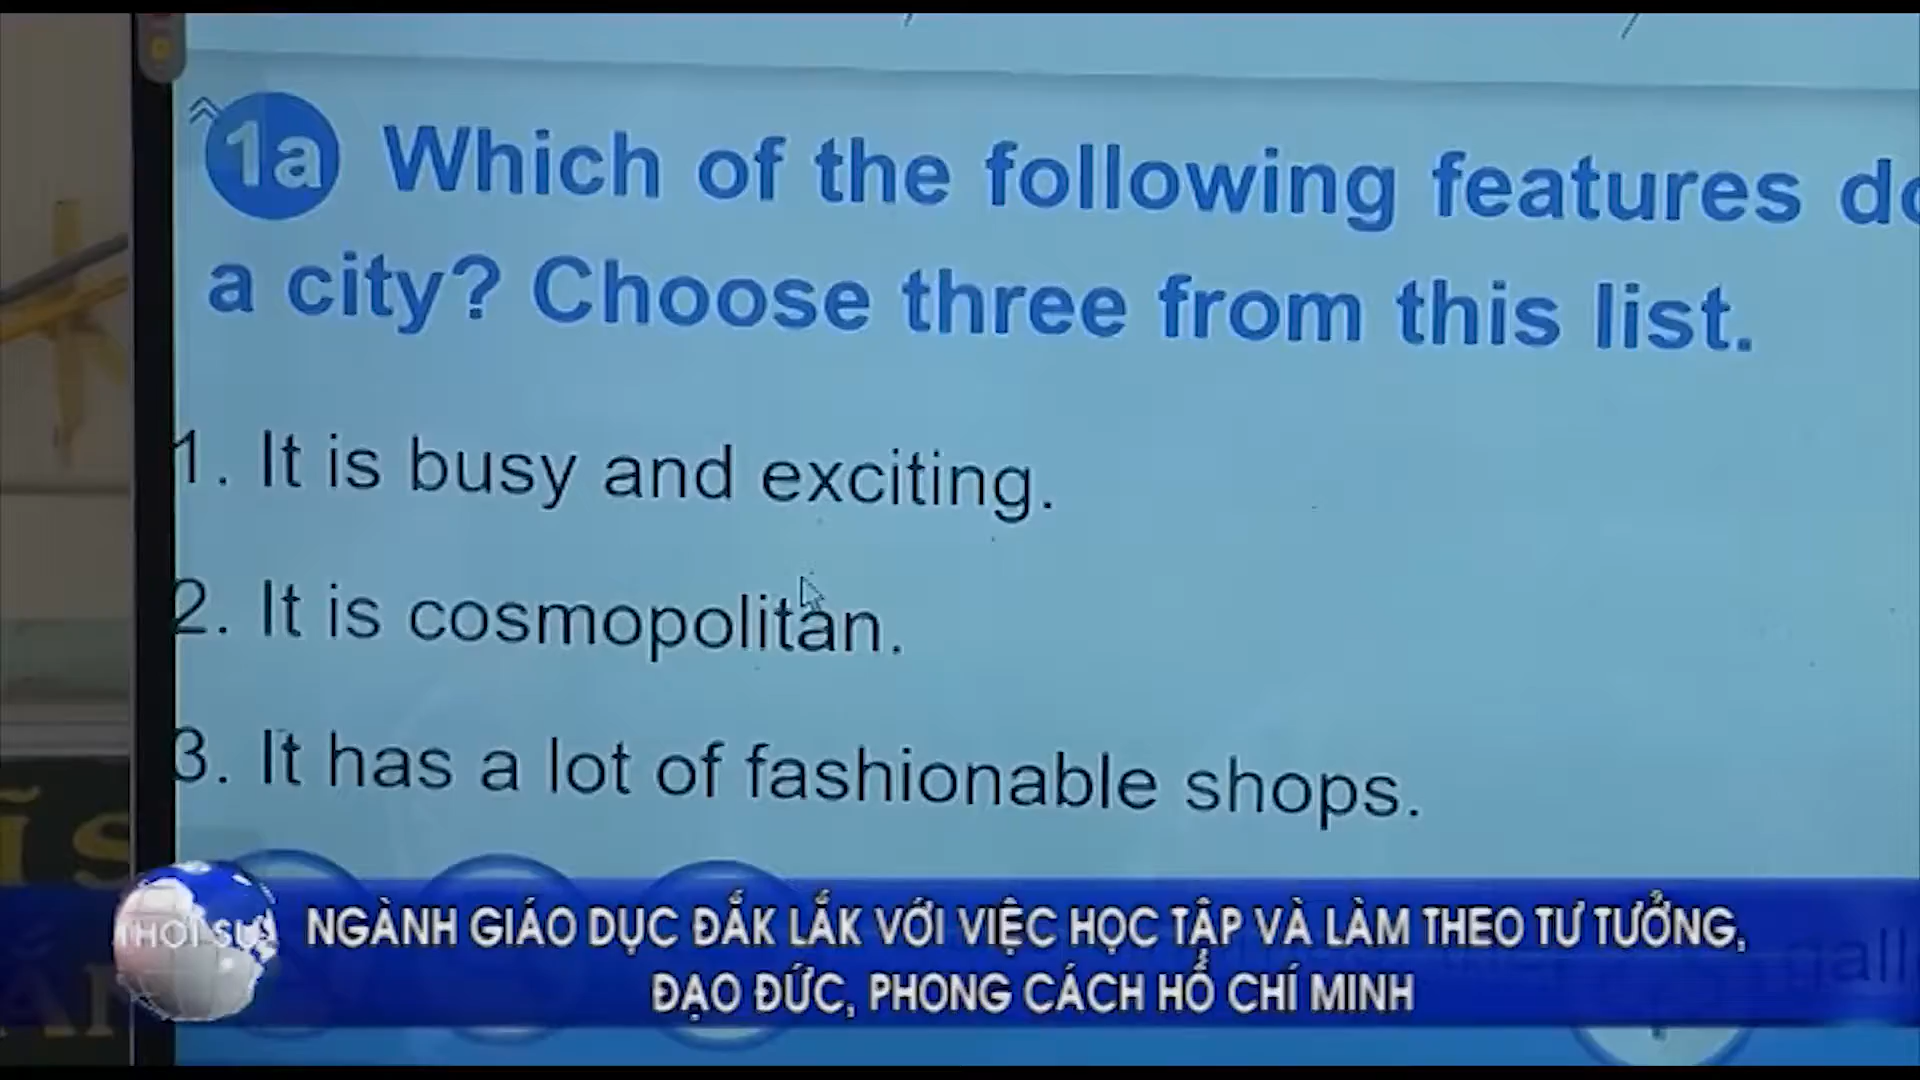 1a Which of the following features
a city? Choose three from this list.
1. It is busy and exciting.
2. It is cosmopolitan.
3. It has a lot of fashionable shops.
THỜI SỰ
NGÀNH GIÁO DỤC ĐẮK LẮK VỚI VIỆC HỌC TẬP VÀ LÀM THEO TƯ TƯỞNG,
ĐẠO ĐỨC, PHONG CÁCH HỒ CHÍ MINH